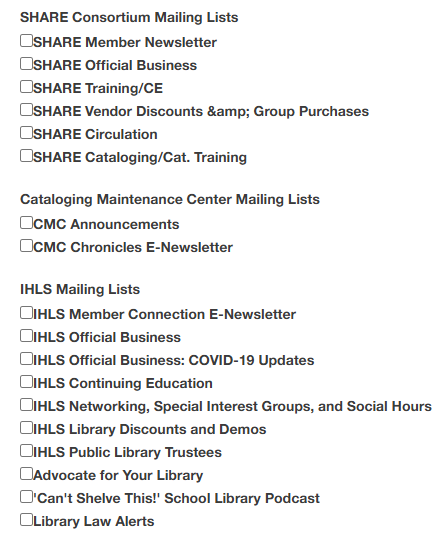 SHARE Consortium Mailing Lists
SHARE Member Newsletter
SHARE Official Business
SHARE Training/CE
SHARE Vendor Discounts &amp; Group Purchases
SHARE Circulation
SHARE Cataloging/Cat. Training
Cataloging Maintenance Center Mailing Lists
CMC Announcements
CMC Chronicles E-Newsletter
IHLS Mailing Lists
IHLS Member Connection E-Newsletter
IHLS Official Business
IHLS Official Business: COVID-19 Updates
IHLS Continuing Education
IHLS Networking, Special Interest Groups, and Social Hours
IHLS Library Discounts and Demos
IHLS Public Library Trustees
Advocate for Your Library
'Can't Shelve This!' School Library Podcast
Library Law Alerts